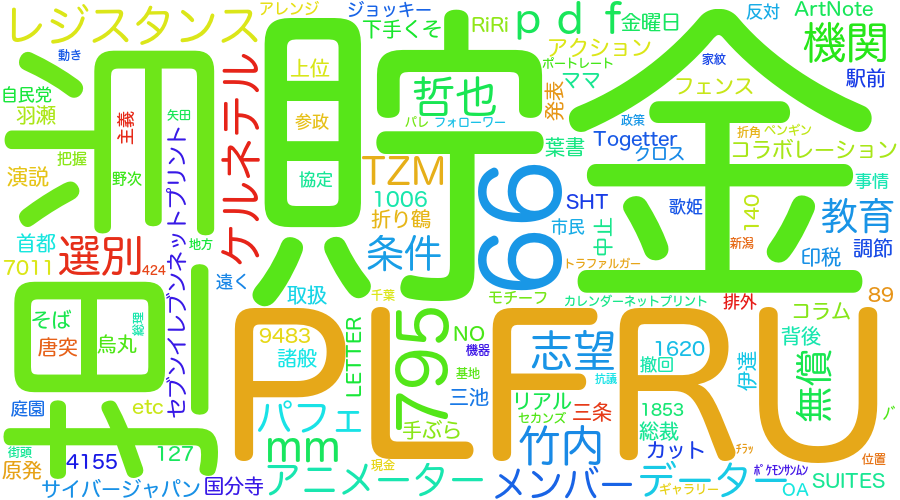 レジスタンス
アレンジ
ジョッキー
下手くそ
RiRi
ｐｄｆ
金曜日
反対
ArtNote
動き
アクション
機関
家紋
ポートレート
駅前
ママ
上位
哲也
自民党
羽瀬
主義
矢田
ケルネテル
貯金
発表
フェンス
パレ
フォローワー
参政
政策
折角
ペンギン
Togetter
クロス
コラボレーション
葉書
把握
TZM
66
演説
野次
協定
事情
1006
SHT
歌姫
140
教育
折り鶴
市民
中止
首都
地方
選別
条件
新潟
調節
印税
7011
424
遠く
トラファルガー
セブンイレブンネットプリント
取扱
千葉
モチーフ
カレンダーネットプリント
排外
89
PLFRU
そば
総理
烏丸
唐突
9483
諸般
LETTER
795
NO
機器
志望
1620
撤回
コラム
背後
伊達
無償
基地
抗議
庭園
etc
パフェ
三池
リアル
セカンズ
三条
1853
手ぶら
総裁
街頭
127
mm
竹内
カット
ﾁﾗｯ
位置
原発
4155
現金
ﾎﾟｹﾓﾝｻﾝﾑﾝ
サイバージャパン
国分寺
アニメーター
メンバー
データー
ギャラリー
OA
SUITES